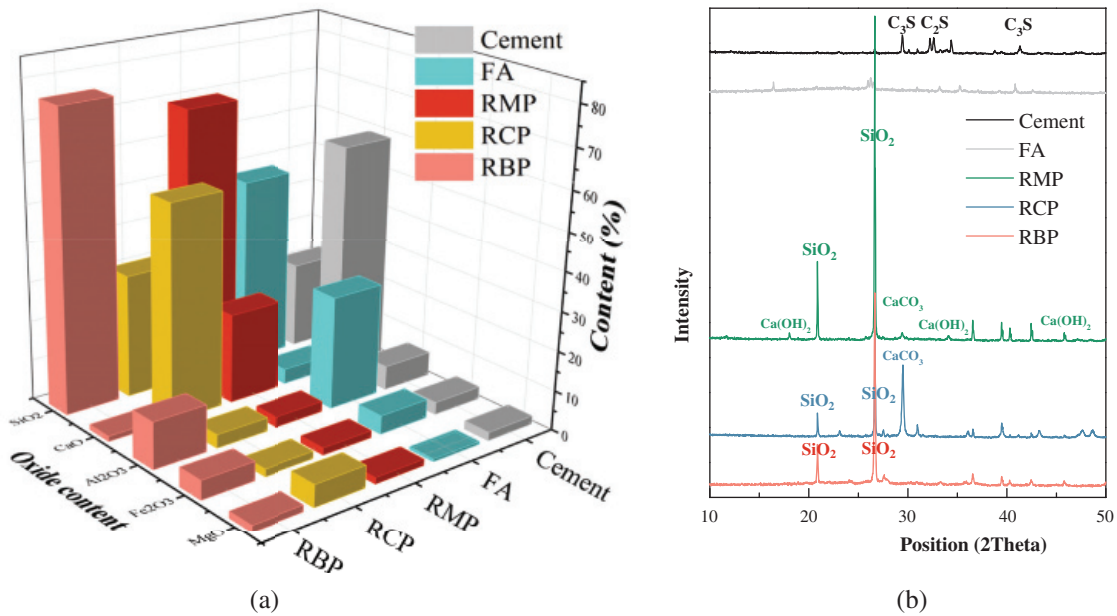 Cement
FA
RMP
RCP
RBP
80
70
60
50
40
30
20
10
0
Content (%)
SiO2
CaO
Al2O3
Fe2O3
Oxide content
RBP
RCP
RMP
FA
Cement
(a)
C₃S
C₂S
C₃S
Cement
FA
RMP
RCP
RBP
SiO₂
SiO₂
CaCO₃
Ca(OH)₂
Ca(OH)₂
Ca(OH)₂
CaCO₃
SiO₂
SiO₂
SiO₂
SiO₂
Intensity
10
20
30
40
50
Position (2Theta)
(b)